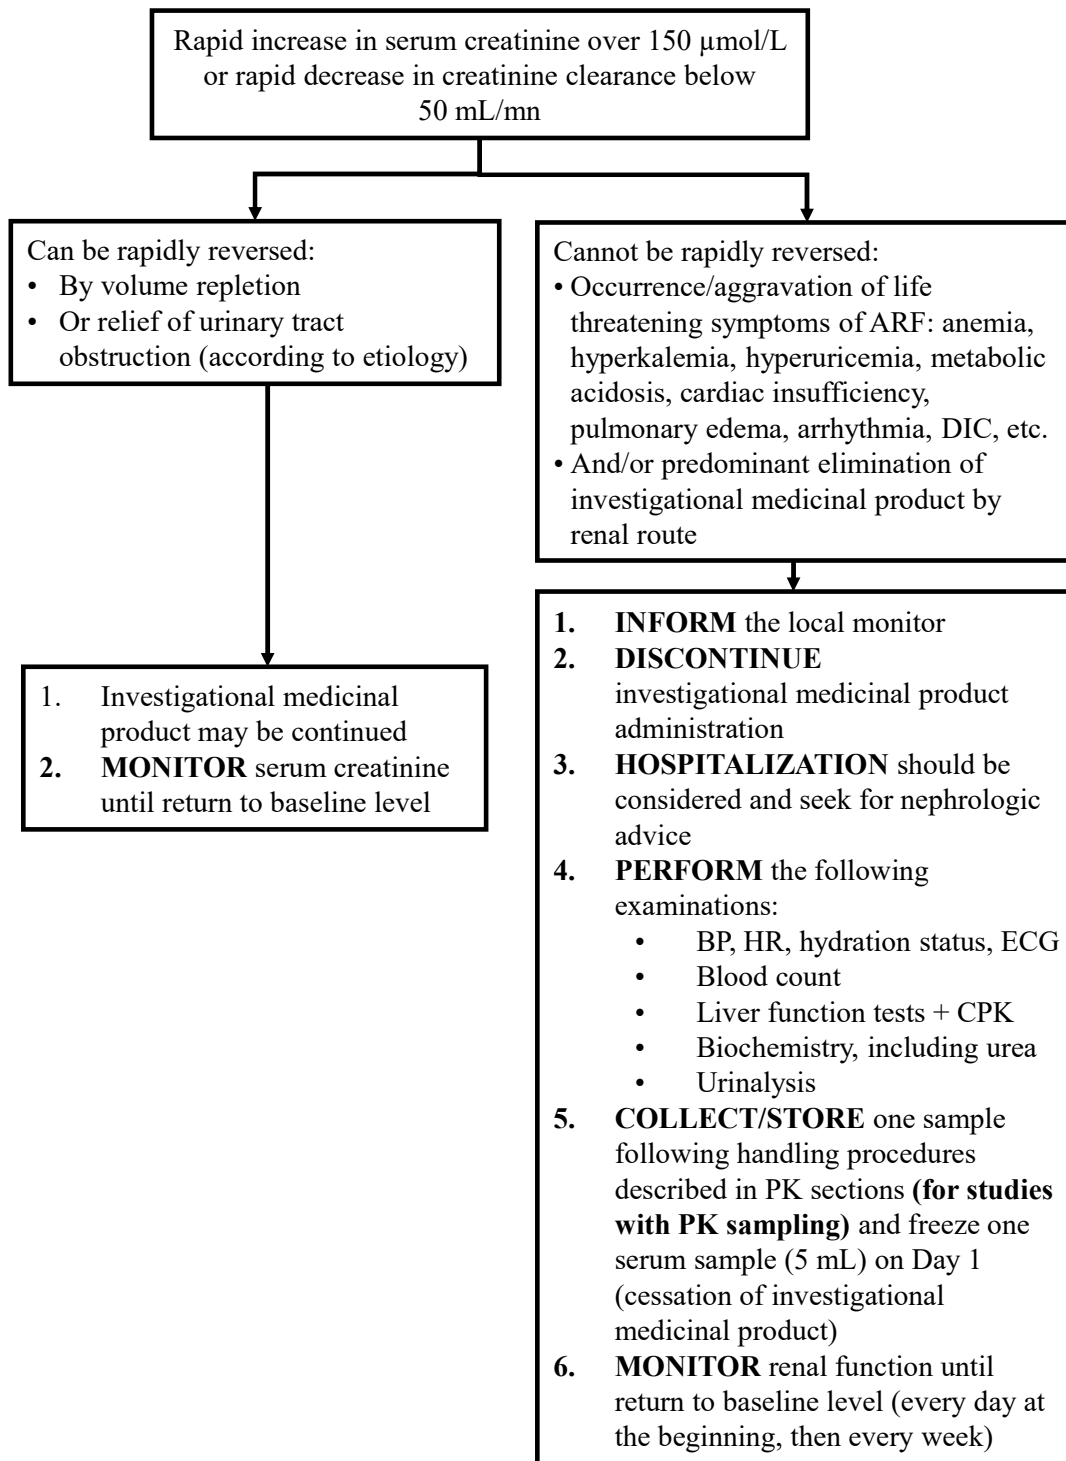 Rapid increase in serum creatinine over 150 µmol/L
or rapid decrease in creatinine clearance below
50 mL/mn
Can be rapidly reversed:
• By volume repletion
• Or relief of urinary tract
obstruction (according to etiology)
1. Investigational medicinal
product may be continued
2. MONITOR serum creatinine
until return to baseline level
Cannot be rapidly reversed:
• Occurrence/aggravation of life
threatening symptoms of ARF: anemia,
hyperkalemia, hyperuricemia, metabolic
acidosis, cardiac insufficiency,
pulmonary edema, arrhythmia, DIC, etc.
• And/or predominant elimination of
investigational medicinal product by
renal route
1. INFORM the local monitor
2. DISCONTINUE
investigational medicinal product
administration
3. HOSPITALIZATION should be
considered and seek for nephrologic
advice
4. PERFORM the following
examinations:
• BP, HR, hydration status, ECG
• Blood count
• Liver function tests + CPK
• Biochemistry, including urea
• Urinalysis
5. COLLECT/STORE one sample
following handling procedures
described in PK sections (for studies
with PK sampling) and freeze one
serum sample (5 mL) on Day 1
(cessation of investigational
medicinal product)
6. MONITOR renal function until
return to baseline level (every day at
the beginning, then every week)